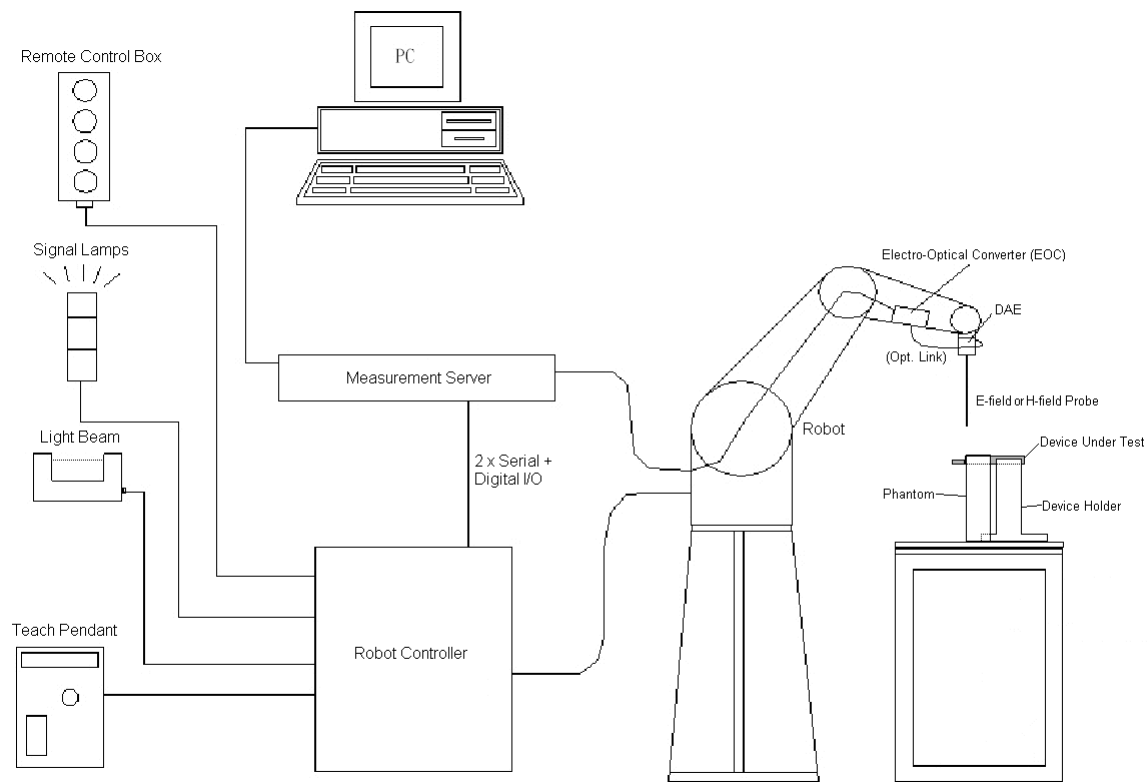 Remote Control Box
PC
Signal Lamps
Electro-Optical Converter (EOC)
DAE
(Opt. Link)
Measurement Server
E-field or H-field Probe
Robot
Light Beam
Device Under Test
2 x Serial +
Digital I/O
Phantom
Device Holder
Teach Pendant
Robot Controller